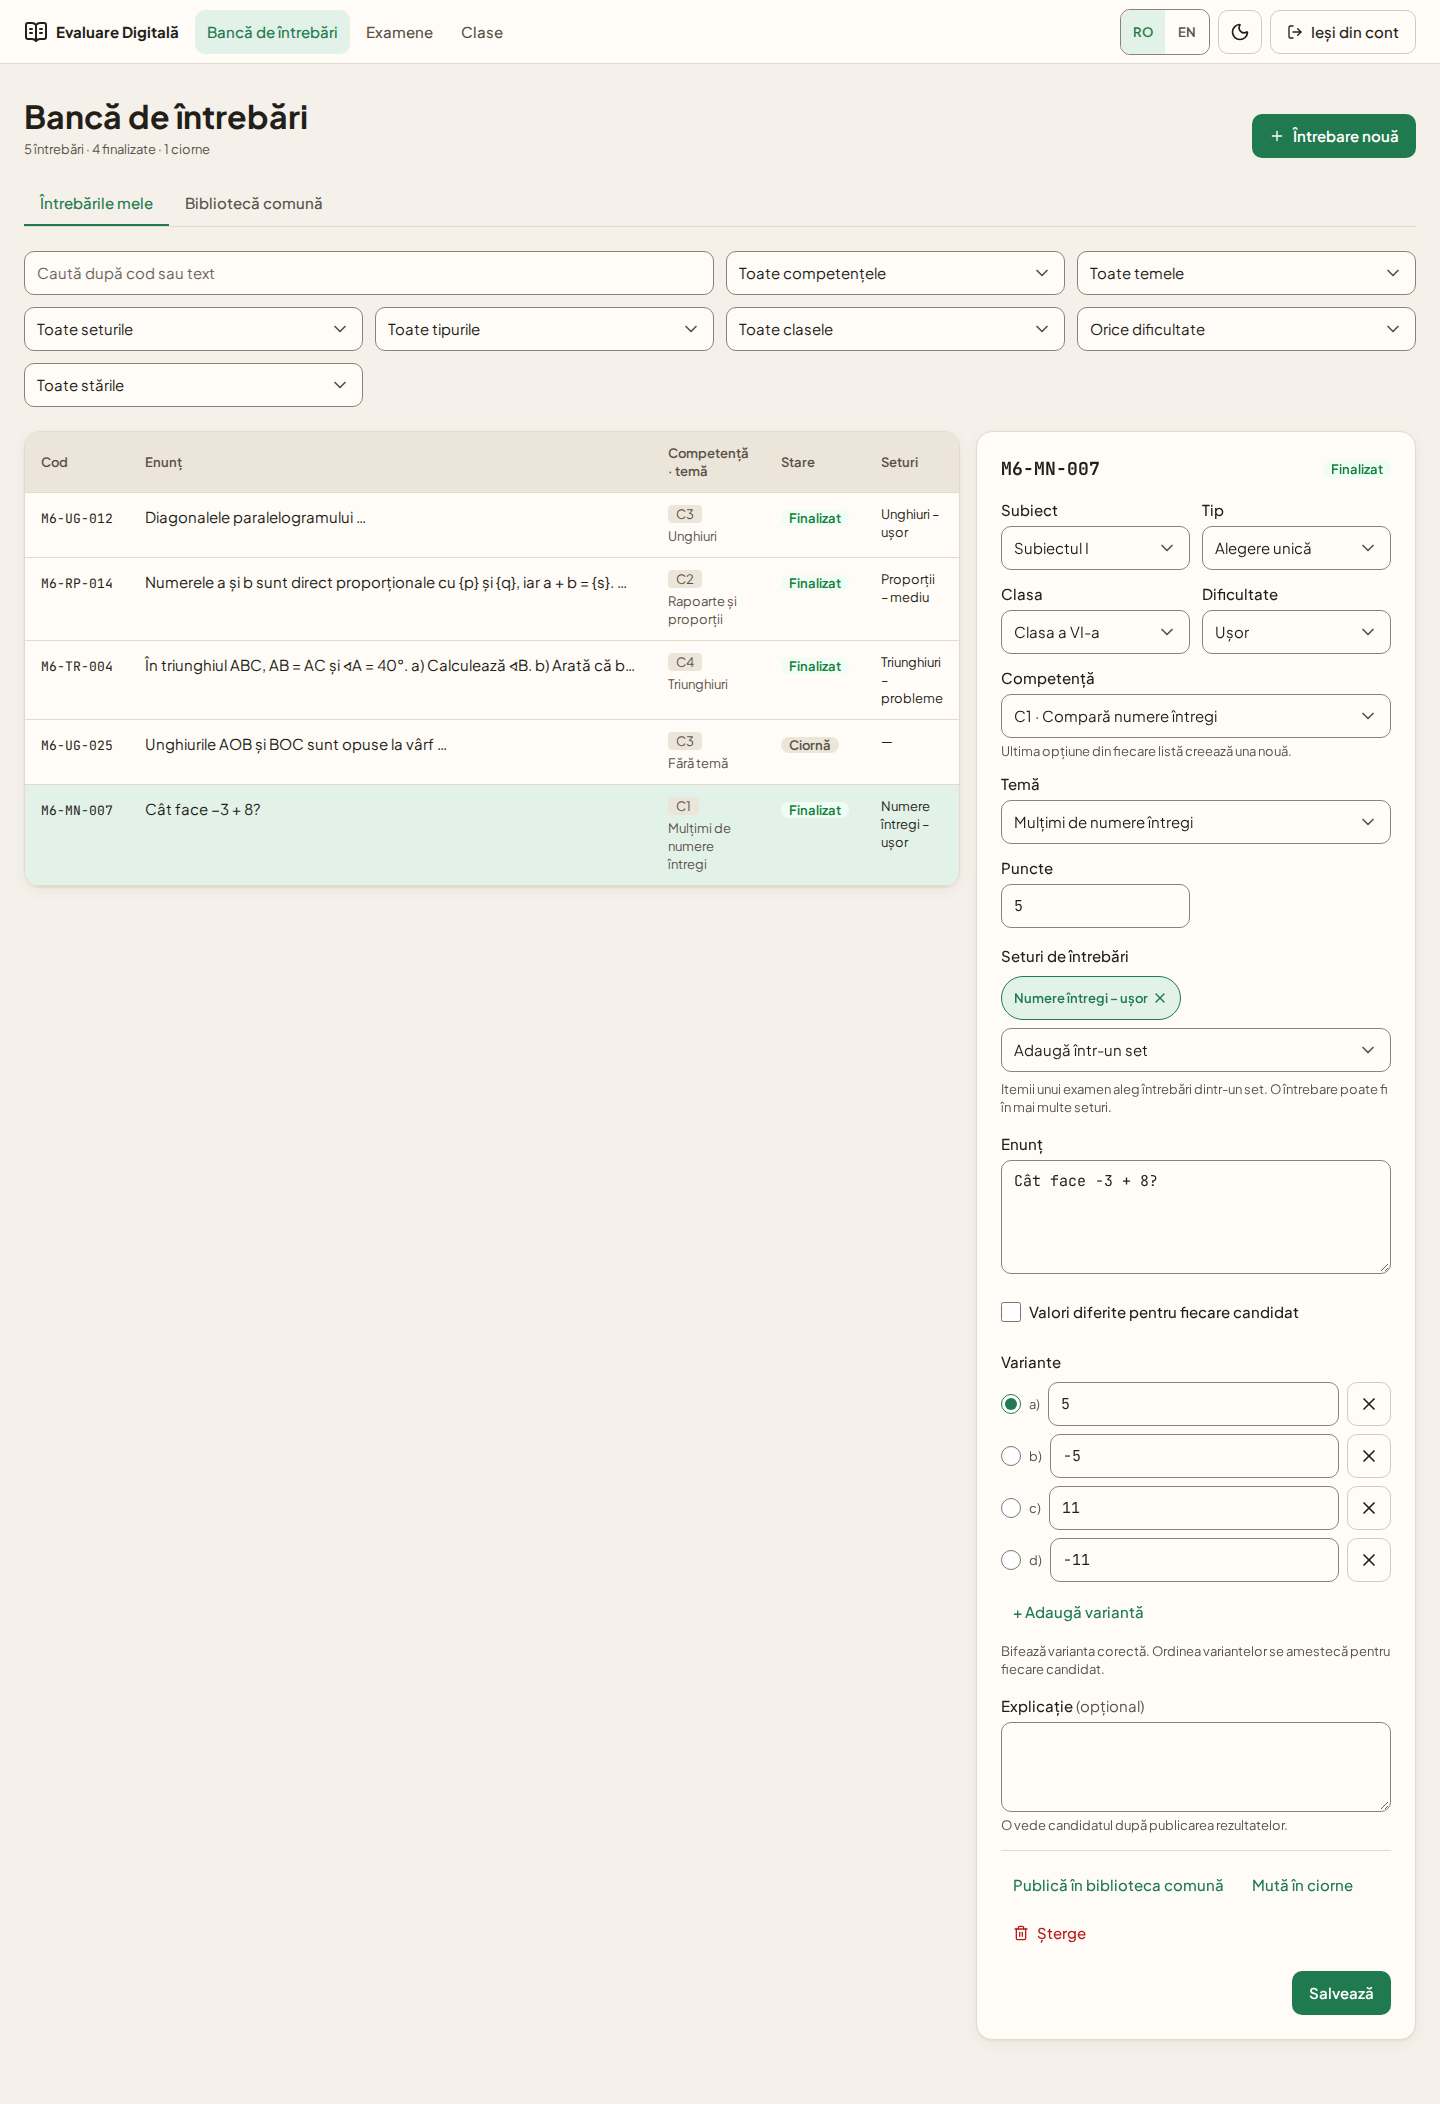 Evaluare Digitală
Bancă de întrebări
Examene
Clase
RO
EN
Ieși din cont
Bancă de întrebări
5 întrebări · 4 finalizate · 1 ciorne
+ Întrebare nouă
Întrebările mele
Bibliotecă comună
Caută după cod sau text
Toate competențele
Toate temele
Toate seturile
Toate tipurile
Toate clasele
Orice dificultate
Toate stările
Cod
Enunț
Competență
· temă
Stare
Seturi
M6-UG-012
Diagonalele paralelogramului ...
C3
Unghiuri
Finalizat
Unghiuri –
ușor
M6-RP-014
Numerele a și b sunt direct proporționale cu {p} și {q}, iar a + b = {s}. ...
C2
Rapoarte și
proporții
Finalizat
Proporții
– mediu
M6-TR-004
În triunghiul ABC, AB = AC și ∢A = 40°. a) Calculează ∢B. b) Arată că b...
C4
Triunghiuri
Finalizat
Triunghiuri
–
probleme
M6-UG-025
Unghiurile AOB și BOC sunt opuse la vârf ...
C3
Fără temă
Ciornă
—
M6-MN-007
Cât face −3 + 8?
C1
Mulțimi de
numere
întregi
Finalizat
Numere
întregi –
ușor
M6-MN-007
Finalizat
Subiect
Tip
Subiectul I
Alegere unică
Clasa
Dificultate
Clasa a VI-a
Ușor
Competență
C1 · Compară numere întregi
Ultima opțiune din fiecare listă creează una nouă.
Temă
Mulțimi de numere întregi
Puncte
5
Seturi de întrebări
Numere întregi – ușor
Adaugă într-un set
Itemii unui examen aleg întrebări dintr-un set. O întrebare poate fi
în mai multe seturi.
Enunț
Cât face -3 + 8?
Valori diferite pentru fiecare candidat
Variante
a) 5
b) -5
c) 11
d) -11
+ Adaugă variantă
Bifează varianta corectă. Ordinea variantelor se amestecă pentru
fiecare candidat.
Explicație (opțional)
O vede candidatul după publicarea rezultatelor.
Publică în biblioteca comună
Mută în ciorne
Șterge
Salvează